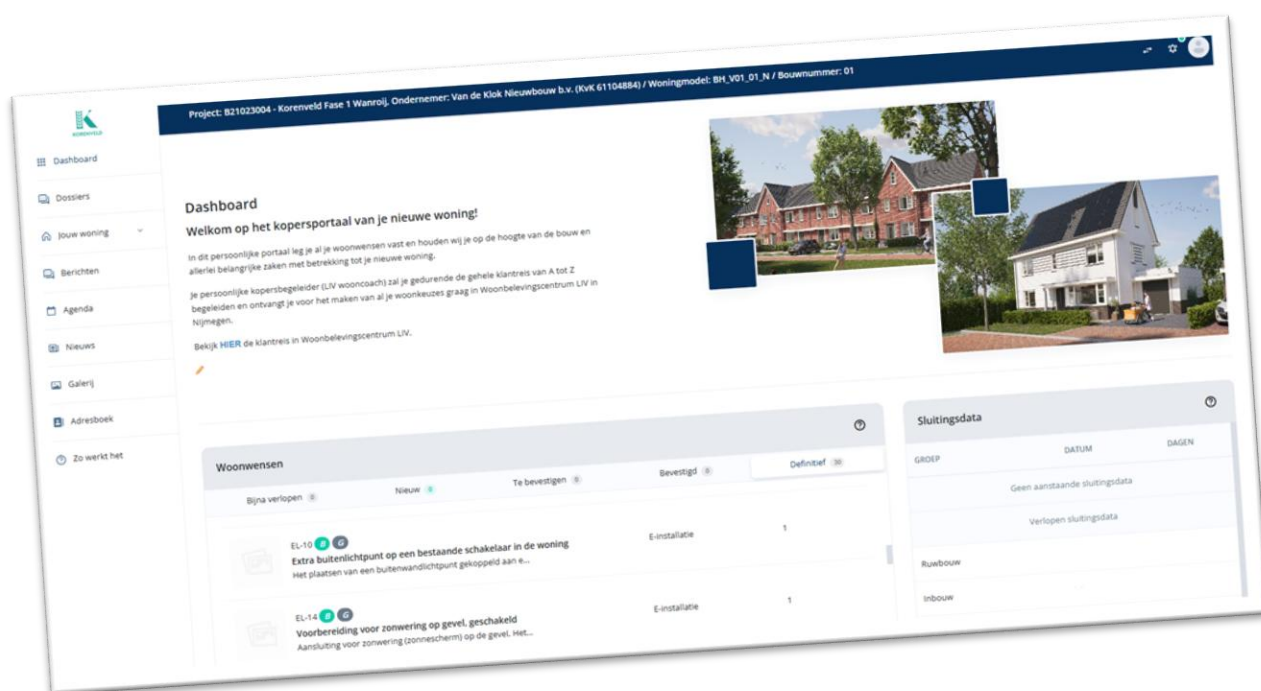 Project: B21023004 - Korenveld Fase 1 Wanroij, Ondernemer: Van de Klok Nieuwbouw b.v. (KvK 61104884) / Woningmodel: BH_V01_01_N / Bouwnummer: 01
KORENVELD
Dashboard
Dossiers
Jouw woning
Berichten
Agenda
Nieuws
Galerij
Adresboek
Zo werkt het
Dashboard
Welkom op het kopersportaal van je nieuwe woning!
In dit persoonlijke portaal leg je al je woonwensen vast en houden wij je op de hoogte van de bouw en
allerlei belangrijke zaken met betrekking tot je nieuwe woning.
Je persoonlijke kopersbegeleider (LIV wooncoach) zal je gedurende de gehele klantreis van A tot Z
begeleiden en ontvangt je voor het maken van al je woonkeuzes graag in Woonbelevingscentrum LIV in
Nijmegen.
Bekijk HIER de klantreis in Woonbelevingscentrum LIV.
Woonwensen
Bijna verlopen 0 Nieuw 0 Te bevestigen 0 Bevestigd 0 Definitief 30
EL-10 B G
Extra buitenlichtpunt op een bestaande schakelaar in de woning
Het plaatsen van een buitenwandlichtpunt gekoppeld aan e...
E-installatie 1
EL-14 B G
Voorbereiding voor zonwering op gevel, geschakeld
Aansluiting voor zonwering (zonnescherm) op de gevel. Het...
E-installatie 1
Sluitingsdata
GROEP DATUM DAGEN
Geen aanstaande sluitingsdata
Verlopen sluitingsdata
Ruwbouw
Inbouw